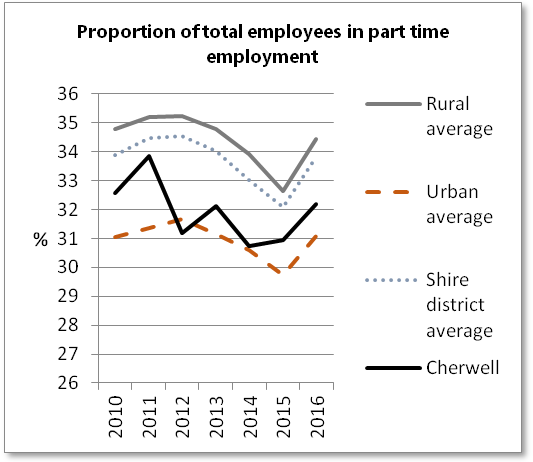 Proportion of total employees in part time
employment
36
35
34
33
32
31
30
29
28
27
26
%
2010
2011
2012
2013
2014
2015
2016
Rural
average
Urban
average
Shire
district
average
Cherwell